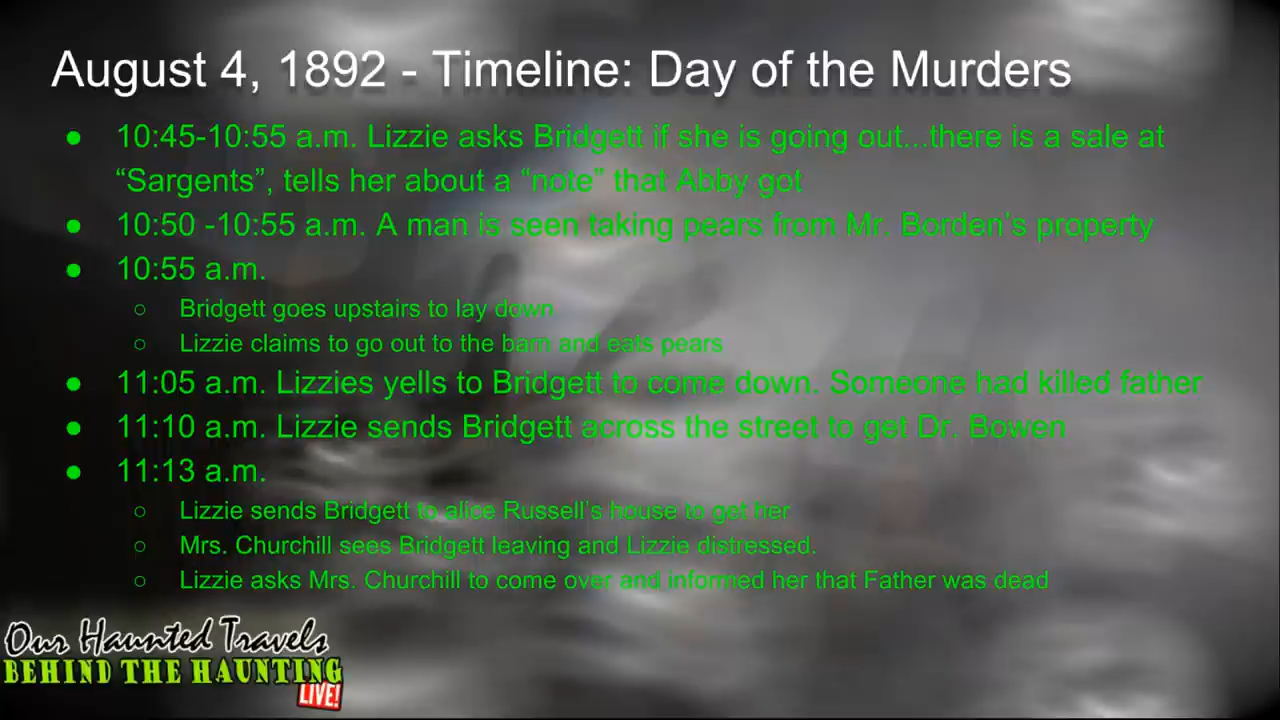 August 4, 1892 - Timeline: Day of the Murders
● 10:45-10:55 a.m. Lizzie asks Bridgett if she is going out...there is a sale at
“Sargents”, tells her about a “note” that Abby got
● 10:50 -10:55 a.m. A man is seen taking pears from Mr. Borden's property
● 10:55 a.m.
○ Bridgett goes upstairs to lay down
○ Lizzie claims to go out to the barn and eats pears
● 11:05 a.m. Lizzies yells to Bridgett to come down. Someone had killed father
● 11:10 a.m. Lizzie sends Bridgett across the street to get Dr. Bowen
● 11:13 a.m.
○ Lizzie sends Bridgett to alice Russell's house to get her
○ Mrs. Churchill sees Bridgett leaving and Lizzie distressed.
○ Lizzie asks Mrs. Churchill to come over and informed her that Father was dead
Our Haunted Travels
BEHIND THE HAUNTING
LIVE!